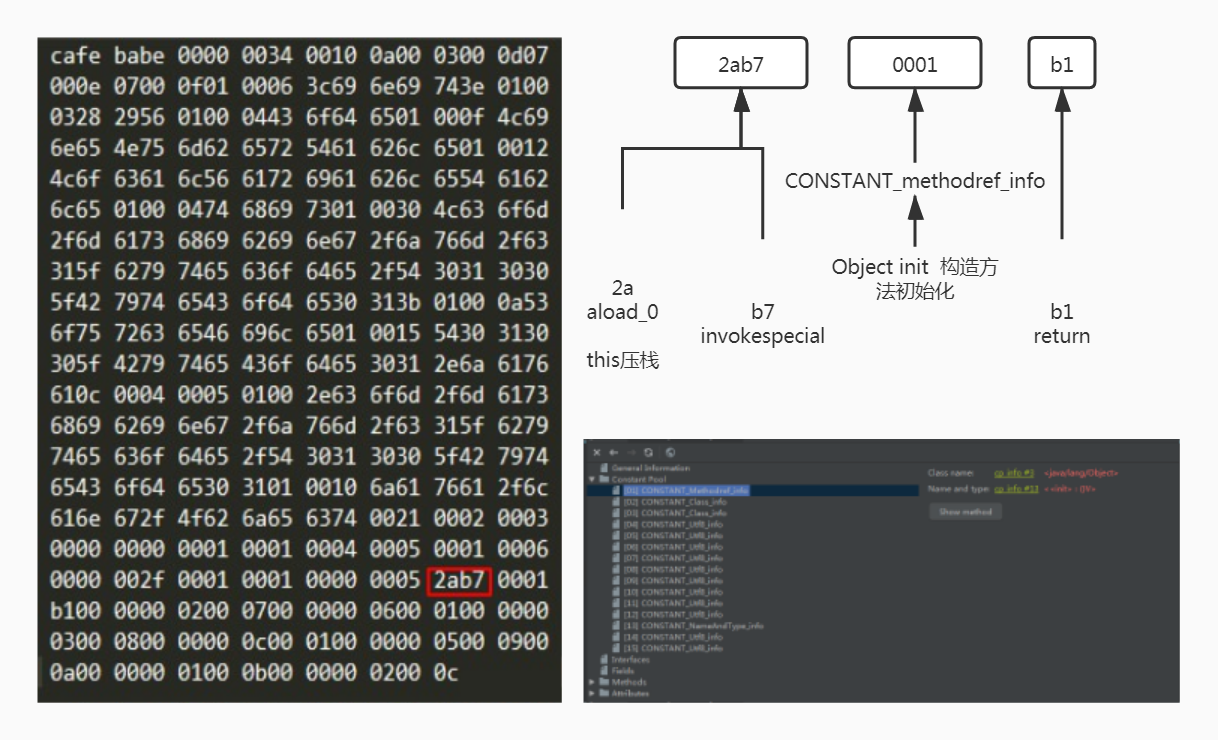 cafe babe 0000 0034 0010 0a00 0300 0d07
000e 0700 0f01 0006 3c69 6e69 743e 0100
0328 2956 0100 0443 6f64 6501 000f 4c69
6e65 4e75 6d62 6572 5461 626c 6501 0012
4c6f 6361 6c56 6172 6961 626c 6554 6162
6c65 0100 0474 6869 7301 0030 4c63 6f6d
2f6d 6173 6869 6269 6e67 2f6a 766d 2f63
315f 6279 7465 636f 6465 2f54 3031 3030
5f42 7974 6543 6f64 6530 313b 0100 0a53
6f75 7263 6546 696c 6501 0015 5430 3130
305f 4279 7465 436f 6465 3031 2e6a 6176
610c 0004 0005 0100 2e63 6f6d 2f6d 6173
6869 6269 6e67 2f6a 766d 2f63 315f 6279
7465 636f 6465 2f54 3031 3030 5f42 7974
6543 6f64 6530 3101 0010 6a61 7661 2f6c
616e 672f 4f62 6a65 6374 0021 0002 0003
0000 0000 0001 0001 0004 0005 0001 0006
0000 002f 0001 0001 0000 0005 2ab7 0001
b100 0000 0200 0700 0000 0600 0100 0000
0300 0800 0000 0c00 0100 0000 0500 0900
0a00 0000 0100 0b00 0000 0200 0c
2ab7
0001
b1
CONSTANT_methodref_info
Object init 构造方
法初始化
2a
aload_0
this压栈
b7
invokespecial
b1
return
General Information
Constant Pool
[01] CONSTANT_Methodref_info
[02] CONSTANT_Class_info
[03] CONSTANT_Class_info
[04] CONSTANT_Utf8_info
[05] CONSTANT_Utf8_info
[06] CONSTANT_Utf8_info
[07] CONSTANT_Utf8_info
[08] CONSTANT_Utf8_info
[09] CONSTANT_Utf8_info
[10] CONSTANT_Utf8_info
[11] CONSTANT_Utf8_info
[12] CONSTANT_Utf8_info
[13] CONSTANT_NameAndType_info
[14] CONSTANT_Utf8_info
[15] CONSTANT_Utf8_info
Interfaces
Fields
Methods
Attributes
Class name: cp_info #3 <java/lang/Object>
Name and type: cp_info #13 <<init> : ()V>
Show method